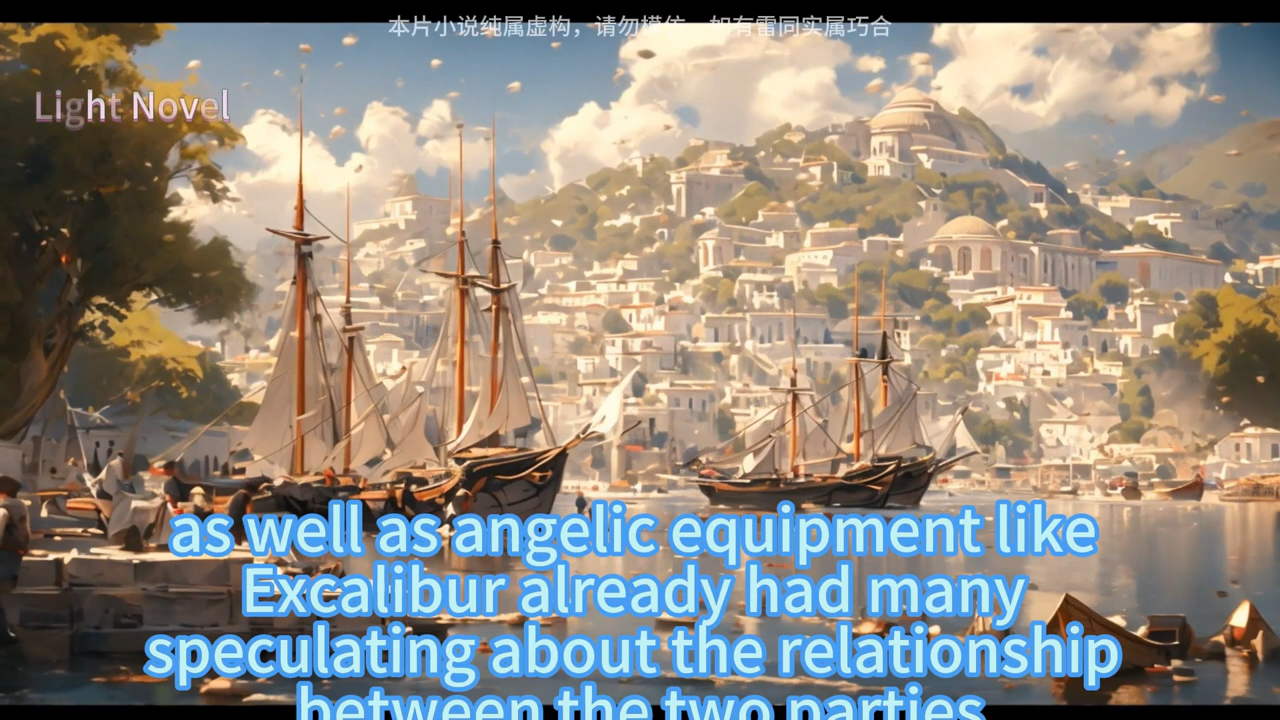 本片小说纯属虚构，请勿模仿，如有雷同实属巧合
Light Novel
as well as angelic equipment like
Excalibur already had many
speculating about the relationship
between the two parties